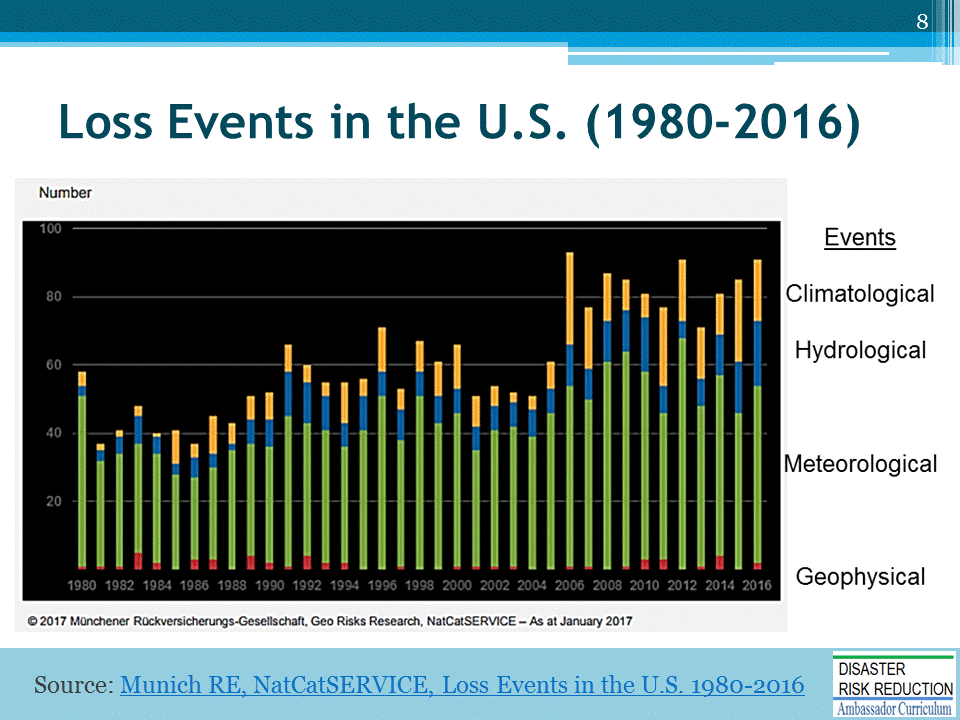 8
Loss Events in the U.S. (1980-2016)
Number
100
80
60
40
20
1980 1982 1984 1986 1988 1990 1992 1994 1996 1998 2000 2002 2004 2006 2008 2010 2012 2014 2016
Events
Climatological
Hydrological
Meteorological
Geophysical
© 2017 Münchener Rückversicherungs-Gesellschaft, Geo Risks Research, NatCatSERVICE – As at January 2017
Source: Munich RE, NatCatSERVICE, Loss Events in the U.S. 1980-2016
DISASTER
RISK REDUCTION
Ambassador Curriculum